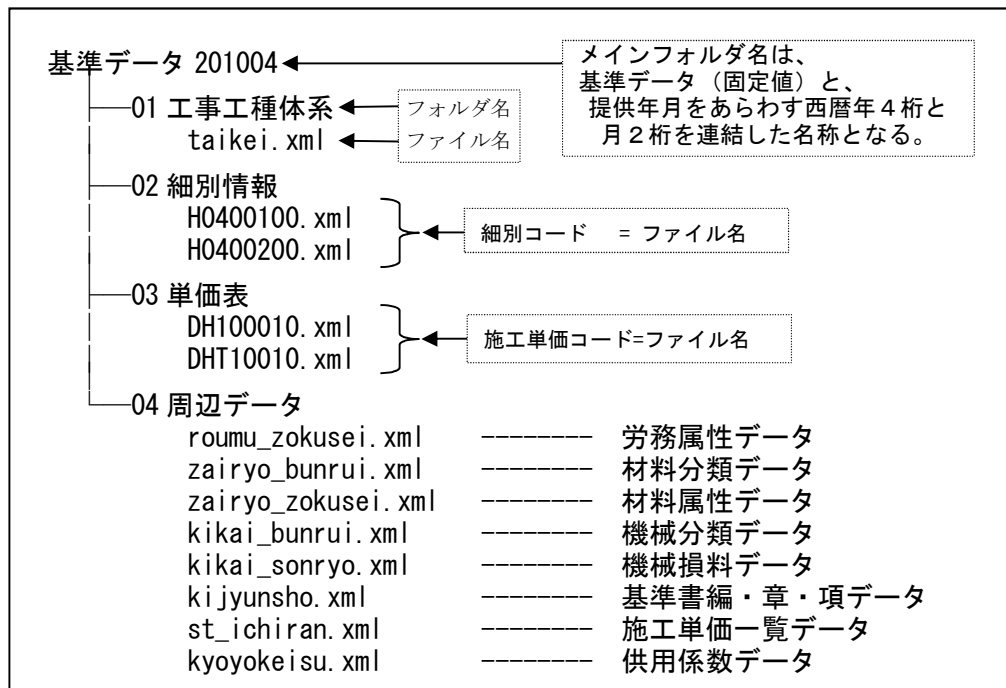 基準データ 201004
メインフォルダ名は、
基準データ（固定値）と、
提供年月をあらわす西暦年４桁と
月２桁を連結した名称となる。
01 工事工種体系
フォルダ名
taikei.xml
ファイル名
02 細別情報
H0400100.xml
H0400200.xml
細別コード = ファイル名
03 単価表
DH100010.xml
DHT10010.xml
施工単価コード=ファイル名
04 周辺データ
roumu_zokusei.xml -------- 労務属性データ
zairyo_bunrui.xml -------- 材料分類データ
zairyo_zokusei.xml -------- 材料属性データ
kikai_bunrui.xml -------- 機械分類データ
kikai_sonryo.xml -------- 機械損料データ
kijyunsho.xml -------- 基準書編・章・項データ
st_ichiran.xml -------- 施工単価一覧データ
kyoyokeisu.xml -------- 供用係数データ